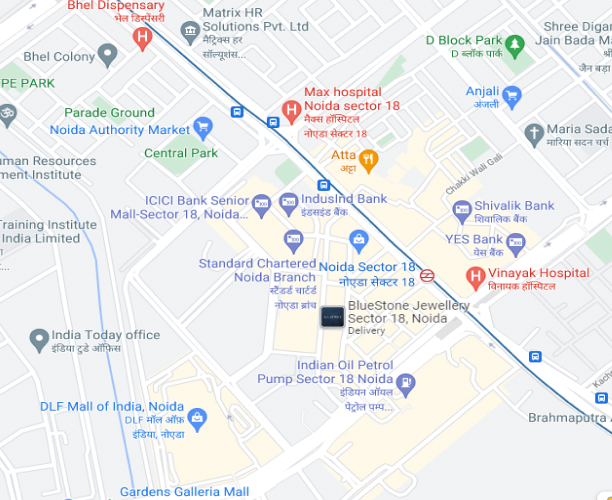 Bhel Dispensary
भेल डिस्पेंसरी
Matrix HR
Solutions Pvt. Ltd
मैट्रिक्स हर
सॉल्यूशंस...
Bhel Colony
D Block Park
D ब्लॉक पार्क
Shree Digar
Jain Bada Ma
जैन बड़ा
PE PARK
Parade Ground
Noida Authority Market
Central Park
Max hospital
Noida sector 18
मैक्स हॉस्पिटल
नोएडा सेक्टर 18
Anjali
अंजली
Maria Sada
मारिया सदन चर्च
Atta
अट्टा
Chakki Wali Gali
uman Resources
ment Institute
ICICI Bank Senior
Mall-Sector 18, Noida...
IndusInd Bank
इंडसइंड बैंक
Shivalik Bank
शिवालिक बैंक
YES Bank
येस बैंक
Training Institute
India Limited
Standard Chartered
Noida Branch
स्टैंडर्ड चार्टर्ड
नोएडा ब्रांच
Noida Sector 18
नोएडा सेक्टर 18
Vinayak Hospital
विनायक हॉस्पिटल
BlueStone Jewellery
Sector 18, Noida
Delivery
India Today office
इंडिया टुडे ऑफ़िस
Indian Oil Petrol
Pump Sector 18 Noida
इंडियन ऑयल
पेट्रोल पम्प...
DLF Mall of India, Noida
DLF मॉल ऑफ़
इंडिया, नोएडा
Kache
Brahmaputra
Gardens Galleria Mall